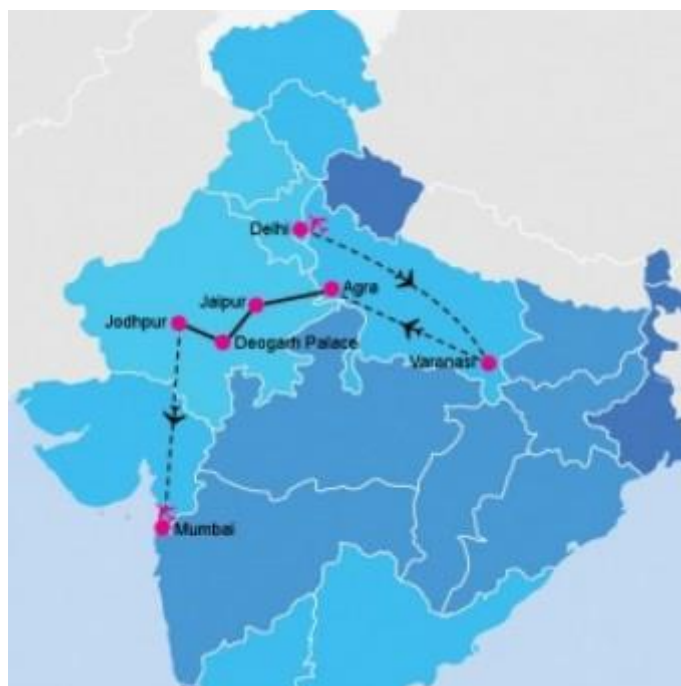 Delhi
Agra
Jaipur
Jodhpur
Deogarh Palace
Varanasi
Mumbai